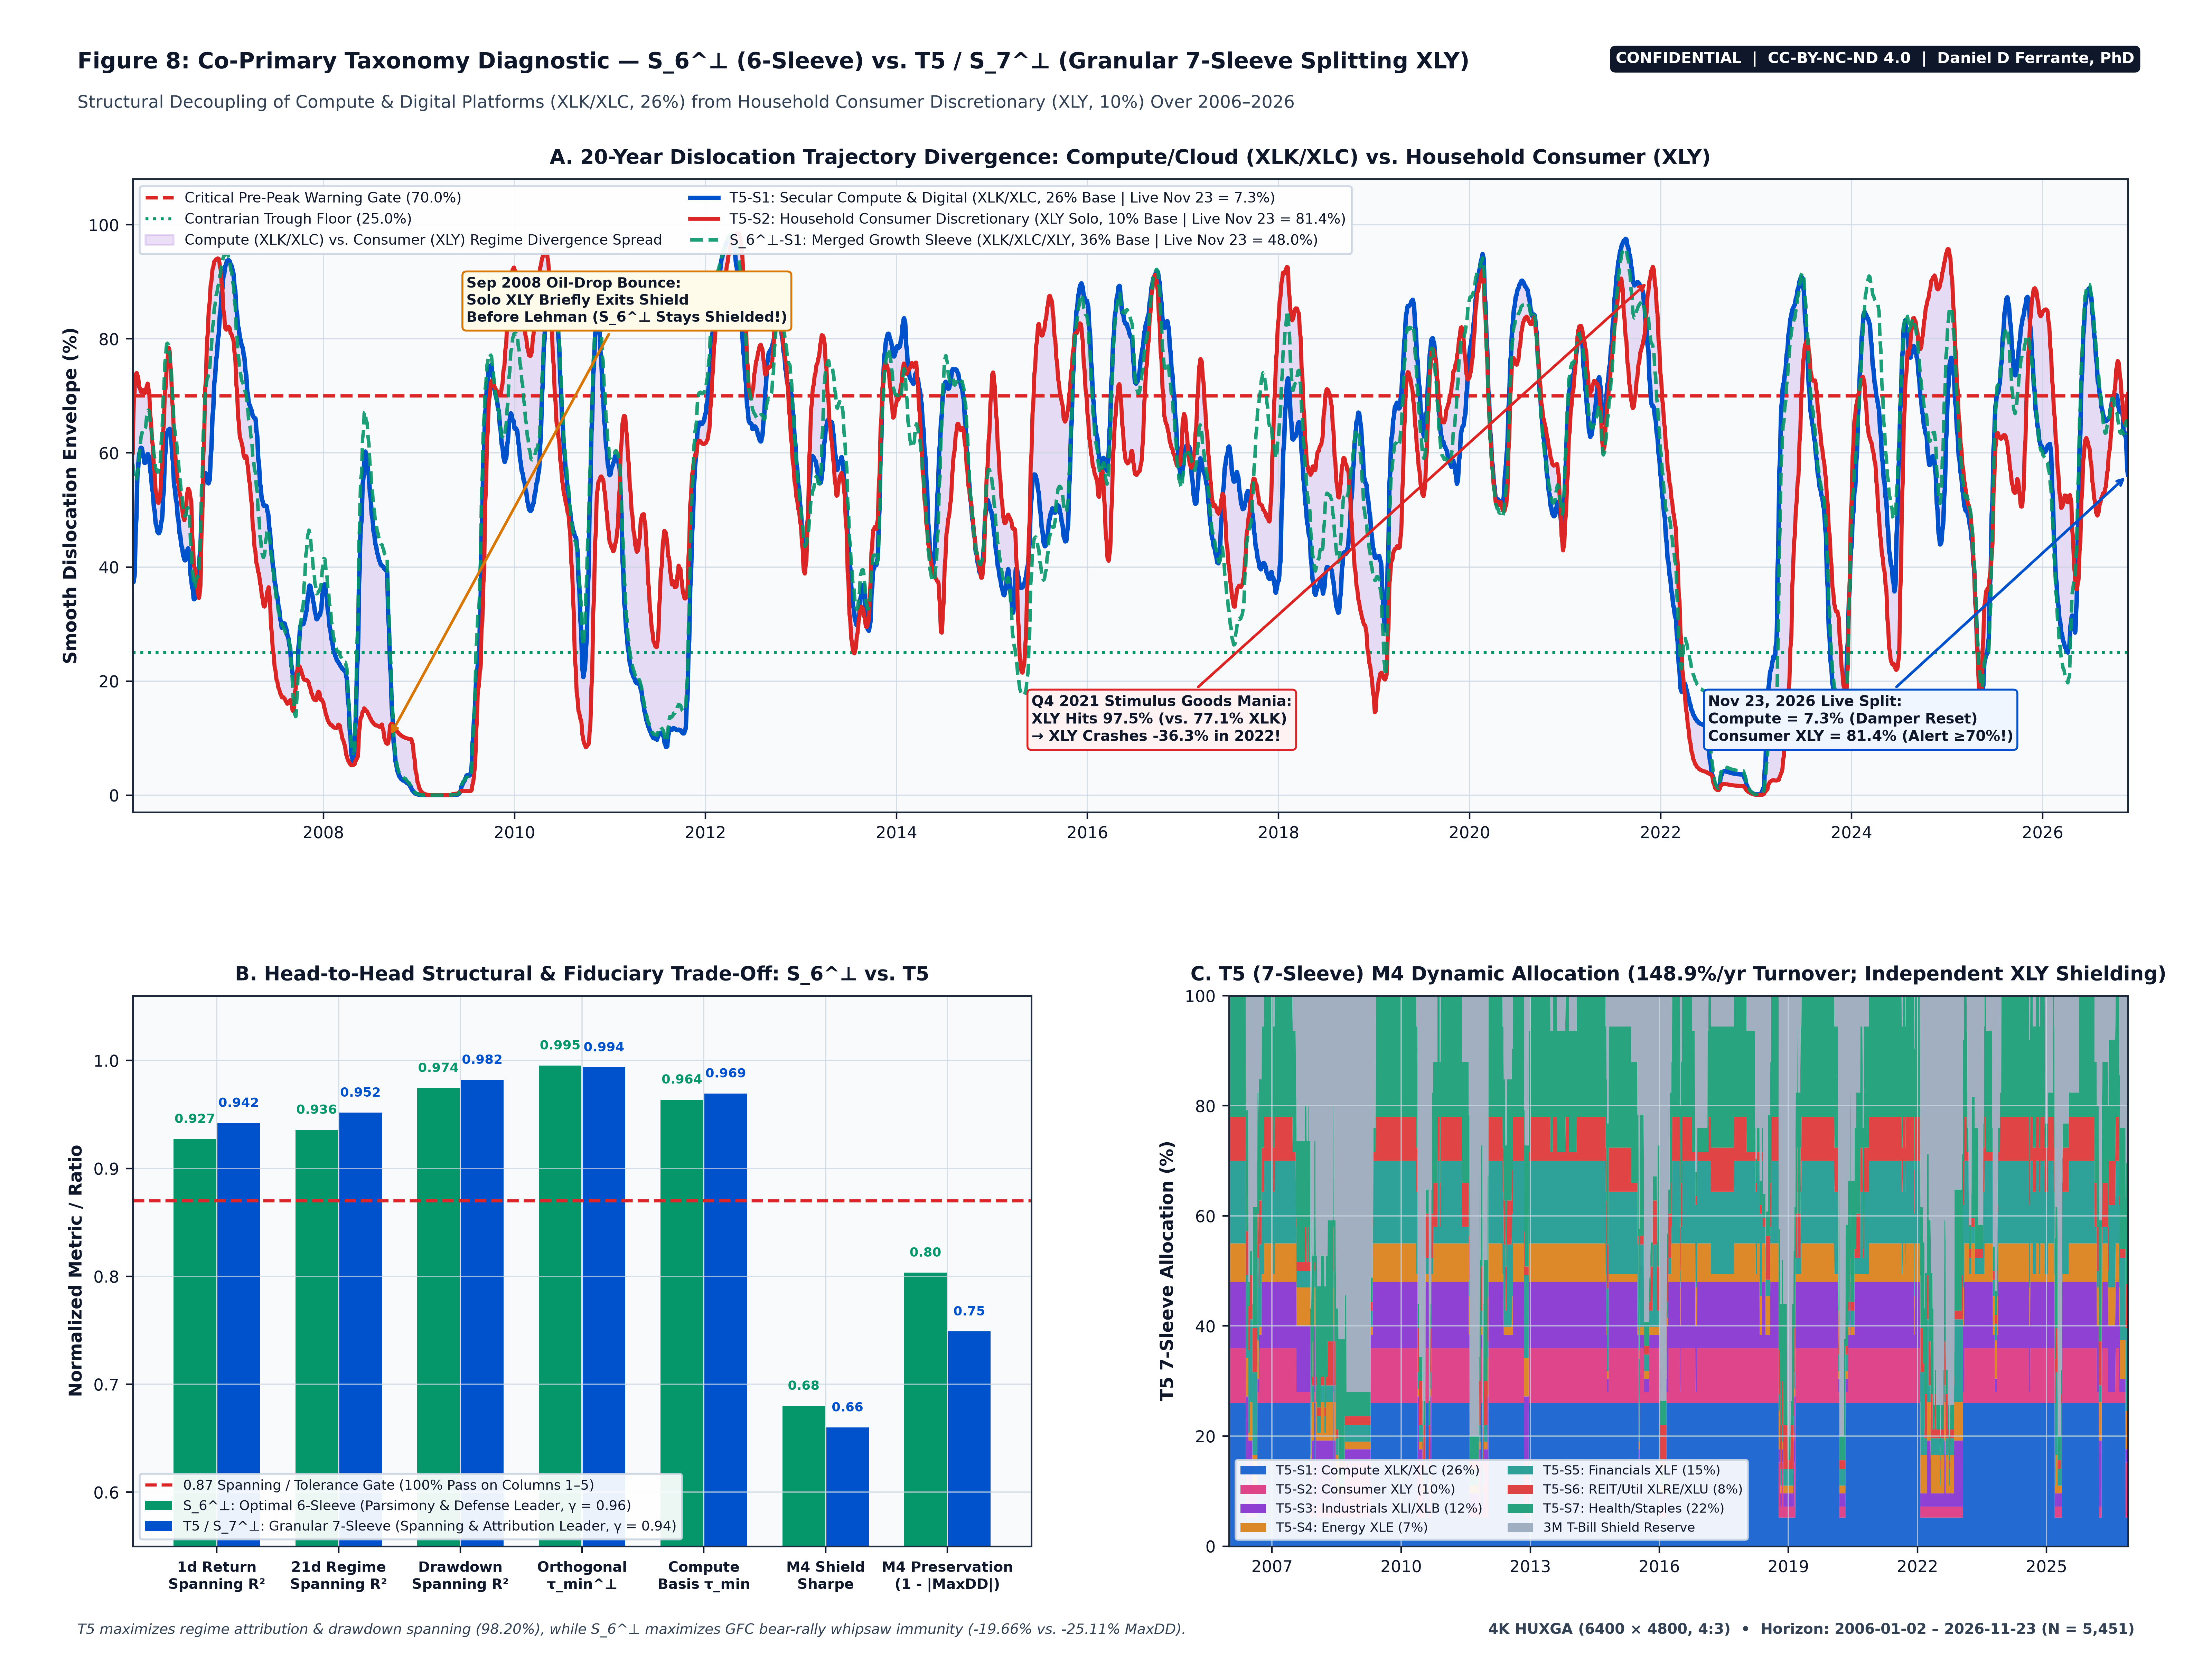 Figure 8: Co-Primary Taxonomy Diagnostic — S_6^⊥ (6-Sleeve) vs. T5 / S_7^⊥ (Granular 7-Sleeve Splitting XLY)
CONFIDENTIAL | CC-BY-NC-ND 4.0 | Daniel D Ferrante, PhD
Structural Decoupling of Compute & Digital Platforms (XLK/XLC, 26%) from Household Consumer Discretionary (XLY, 10%) Over 2006–2026
A. 20-Year Dislocation Trajectory Divergence: Compute/Cloud (XLK/XLC) vs. Household Consumer (XLY)
Smooth Dislocation Envelope (%)
100
80
60
40
20
0
Critical Pre-Peak Warning Gate (70.0%)
Contrarian Trough Floor (25.0%)
Compute (XLK/XLC) vs. Consumer (XLY) Regime Divergence Spread
T5-S1: Secular Compute & Digital (XLK/XLC, 26% Base | Live Nov 23 = 7.3%)
T5-S2: Household Consumer Discretionary (XLY Solo, 10% Base | Live Nov 23 = 81.4%)
S_6^⊥-S1: Merged Growth Sleeve (XLK/XLC/XLY, 36% Base | Live Nov 23 = 48.0%)
Sep 2008 Oil-Drop Bounce:
Solo XLY Briefly Exits Shield
Before Lehman (S_6^⊥ Stays Shielded!)
Q4 2021 Stimulus Goods Mania:
XLY Hits 97.5% (vs. 77.1% XLK)
→ XLY Crashes -36.3% in 2022!
Nov 23, 2026 Live Split:
Compute = 7.3% (Damper Reset)
Consumer XLY = 81.4% (Alert ≥70%!)
2008 2010 2012 2014 2016 2018 2020 2022 2024 2026
B. Head-to-Head Structural & Fiduciary Trade-Off: S_6^⊥ vs. T5
Normalized Metric / Ratio
1.0
0.9
0.8
0.7
0.6
0.927 0.942 0.936 0.952 0.974 0.982 0.995 0.994 0.964 0.969 0.68 0.66 0.80 0.75
0.87 Spanning / Tolerance Gate (100% Pass on Columns 1–5)
S_6^⊥: Optimal 6-Sleeve (Parsimony & Defense Leader, γ = 0.96)
T5 / S_7^⊥: Granular 7-Sleeve (Spanning & Attribution Leader, γ = 0.94)
1d Return
Spanning R²
21d Regime
Spanning R²
Drawdown
Spanning R²
Orthogonal
τ_min^⊥
Compute
Basis τ_min
M4 Shield
Sharpe
M4 Preservation
(1 - |MaxDD|)
C. T5 (7-Sleeve) M4 Dynamic Allocation (148.9%/yr Turnover; Independent XLY Shielding)
T5 7-Sleeve Allocation (%)
100
80
60
40
20
0
T5-S1: Compute XLK/XLC (26%)
T5-S2: Consumer XLY (10%)
T5-S3: Industrials XLI/XLB (12%)
T5-S4: Energy XLE (7%)
T5-S5: Financials XLF (15%)
T5-S6: REIT/Util XLRE/XLU (8%)
T5-S7: Health/Staples (22%)
3M T-Bill Shield Reserve
2007 2010 2013 2016 2019 2022 2025
T5 maximizes regime attribution & drawdown spanning (98.20%), while S_6^⊥ maximizes GFC bear-rally whipsaw immunity (-19.66% vs. -25.11% MaxDD).
4K HUXGA (6400 × 4800, 4:3) • Horizon: 2006-01-02 – 2026-11-23 (N = 5,451)